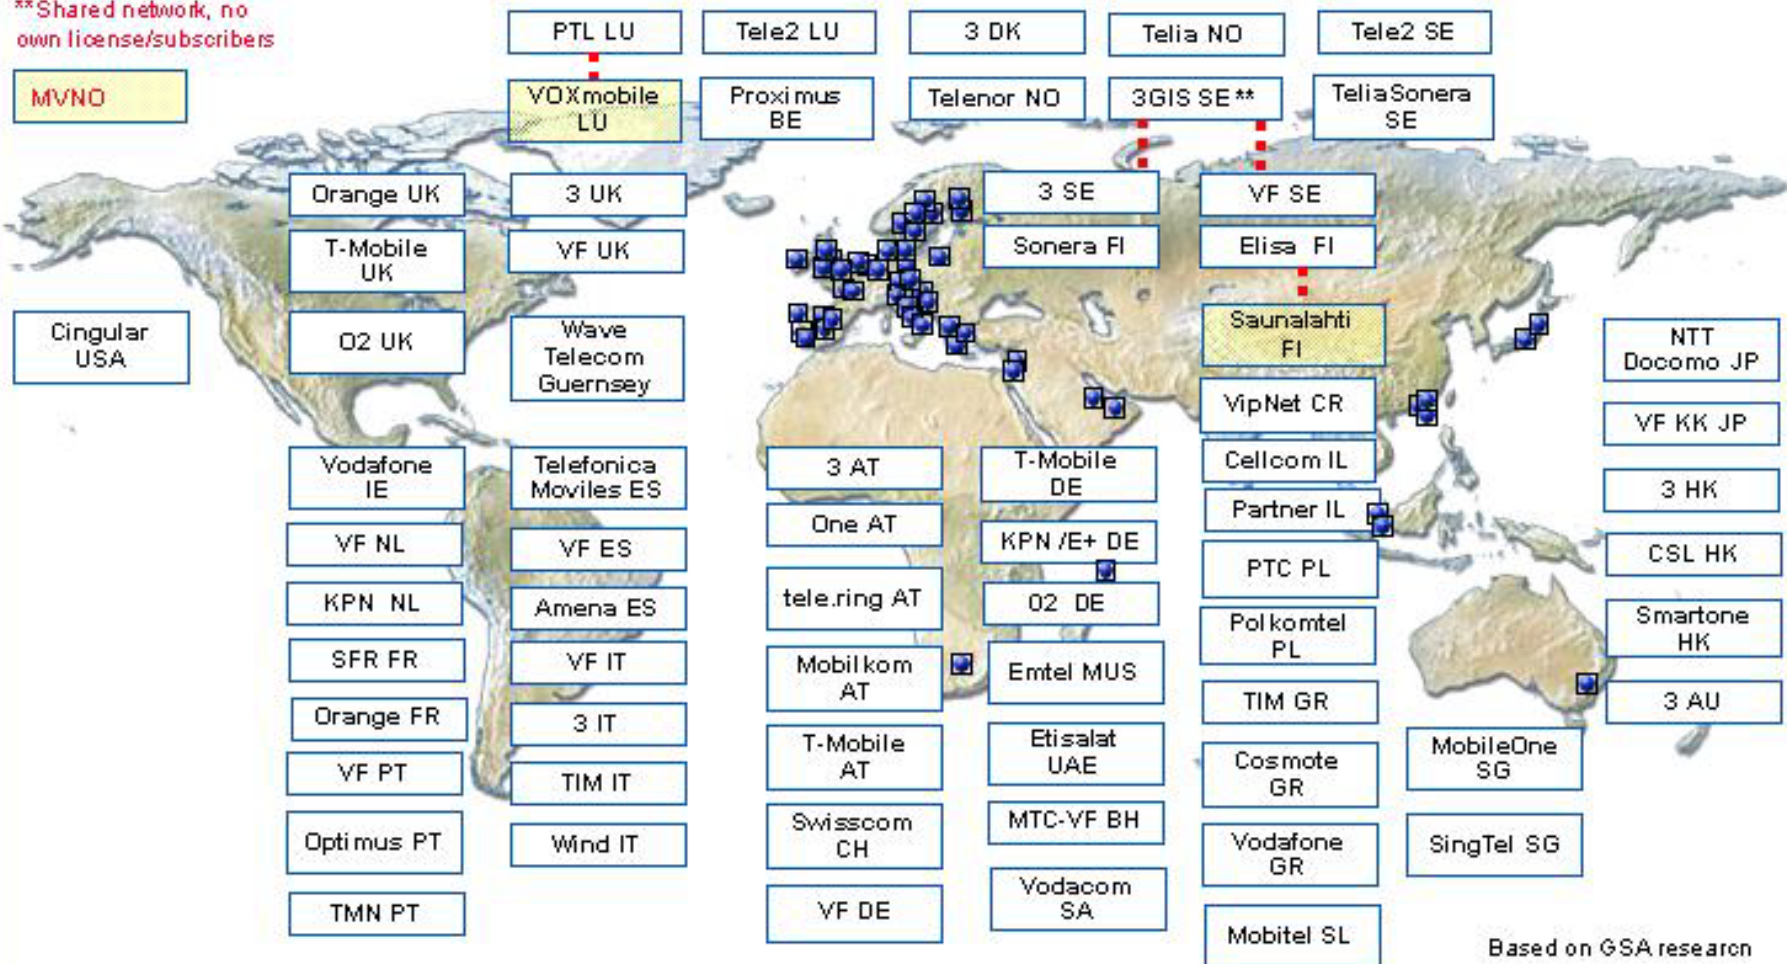 **Shared network, no
own license/subscribers
MVNO
PTL LU
Tele2 LU
3 DK
Telia NO
Tele2 SE
VOXmobile
LU
Proximus
BE
Telenor NO
3GIS SE**
TeliaSonera
SE
Orange UK
3 UK
3 SE
VF SE
T-Mobile
UK
VF UK
Sonera FI
Elisa FI
Cingular
USA
O2 UK
Wave
Telecom
Guernsey
Saunalahti
FI
NTT
Docomo JP
VipNet CR
VF KK JP
Vodafone
IE
Telefonica
Moviles ES
3 AT
T-Mobile
DE
Cellcom IL
3 HK
VF NL
VF ES
One AT
KPN /E+ DE
Partner IL
CSL HK
KPN NL
Amena ES
tele.ring AT
O2 DE
PTC PL
Smartone
HK
SFR FR
VF IT
Mobilkom
AT
Emtel MUS
Polkomtel
PL
3 AU
Orange FR
3 IT
T-Mobile
AT
Etisalat
UAE
TIM GR
MobileOne
SG
VF PT
TIM IT
Swisscom
CH
MTC-VF BH
Cosmote
GR
SingTel SG
Optimus PT
Wind IT
VF DE
Vodacom
SA
Vodafone
GR
TMN PT
Mobitel SL
Based on GSA research